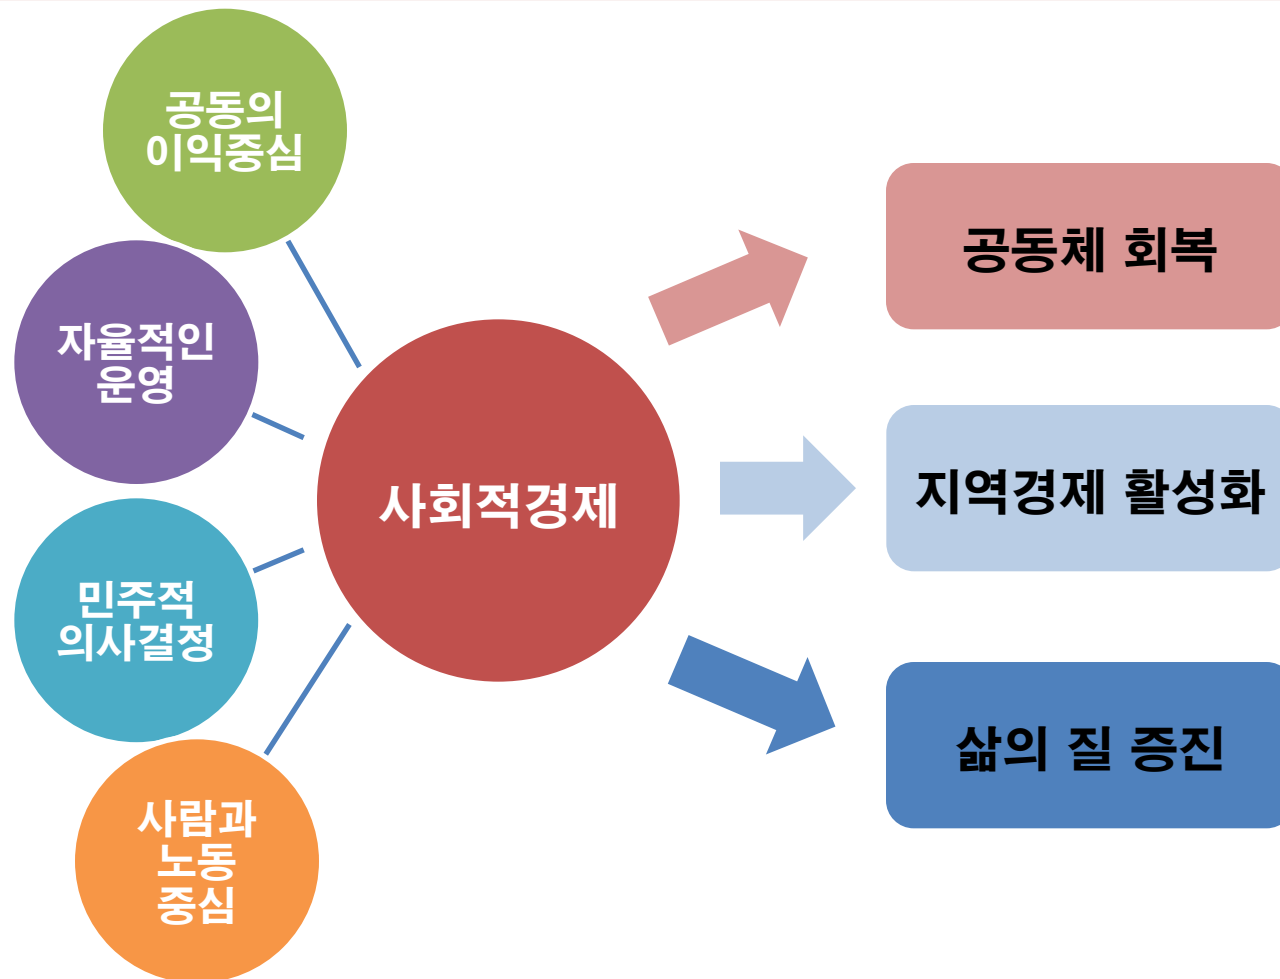 공동의
이익중심
자율적인
운영
민주적
의사결정
사람과
노동
중심
사회적경제
공동체 회복
지역경제 활성화
삶의 질 증진